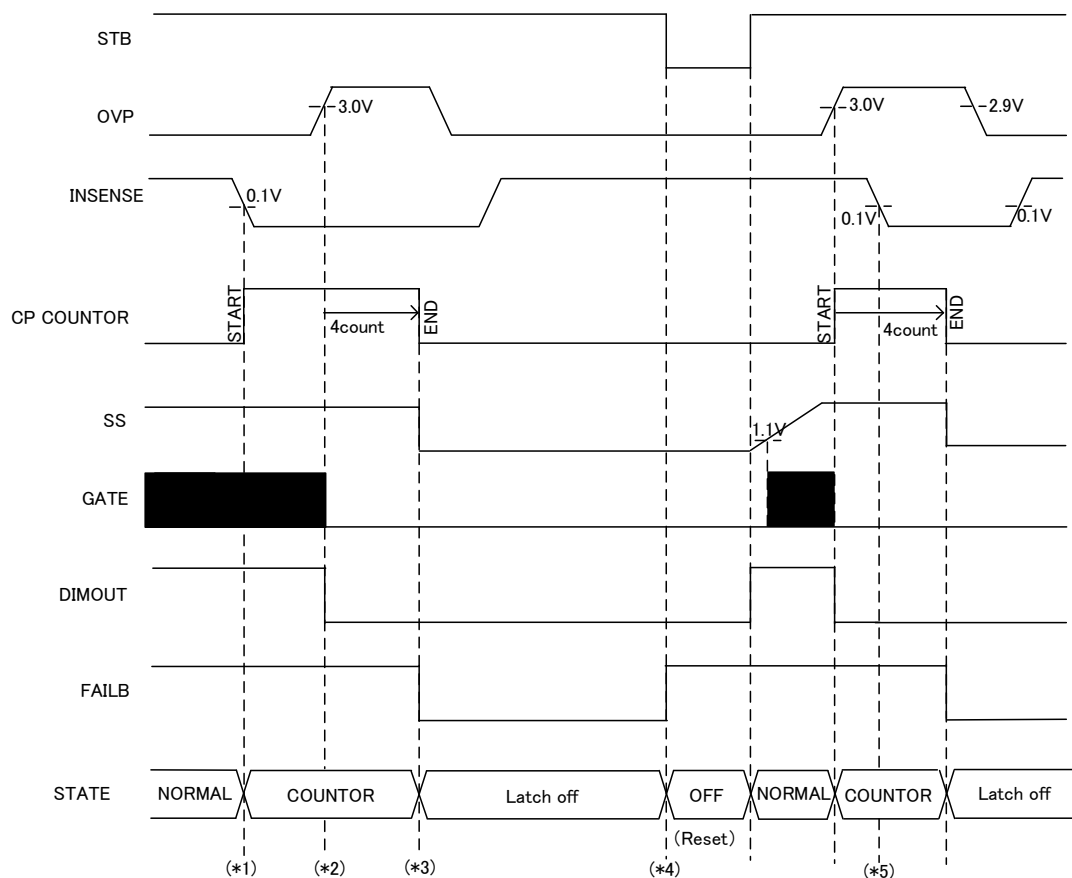 STB
OVP
3.0V
3.0V
2.9V
INSENSE
0.1V
0.1V
0.1V
CP COUNTOR
START
4count
END
START
4count
END
SS
1.1V
GATE
DIMOUT
FAILB
STATE
NORMAL
COUNTOR
Latch off
OFF
NORMAL
COUNTOR
Latch off
(Reset)
(*1)
(*2)
(*3)
(*4)
(*5)